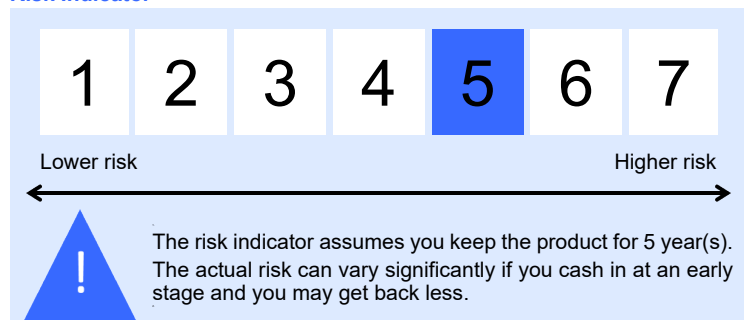 Risk Indicator
1 2 3 4 5 6 7
Lower risk Higher risk
!
The risk indicator assumes you keep the product for 5 year(s).
The actual risk can vary significantly if you cash in at an early
stage and you may get back less.